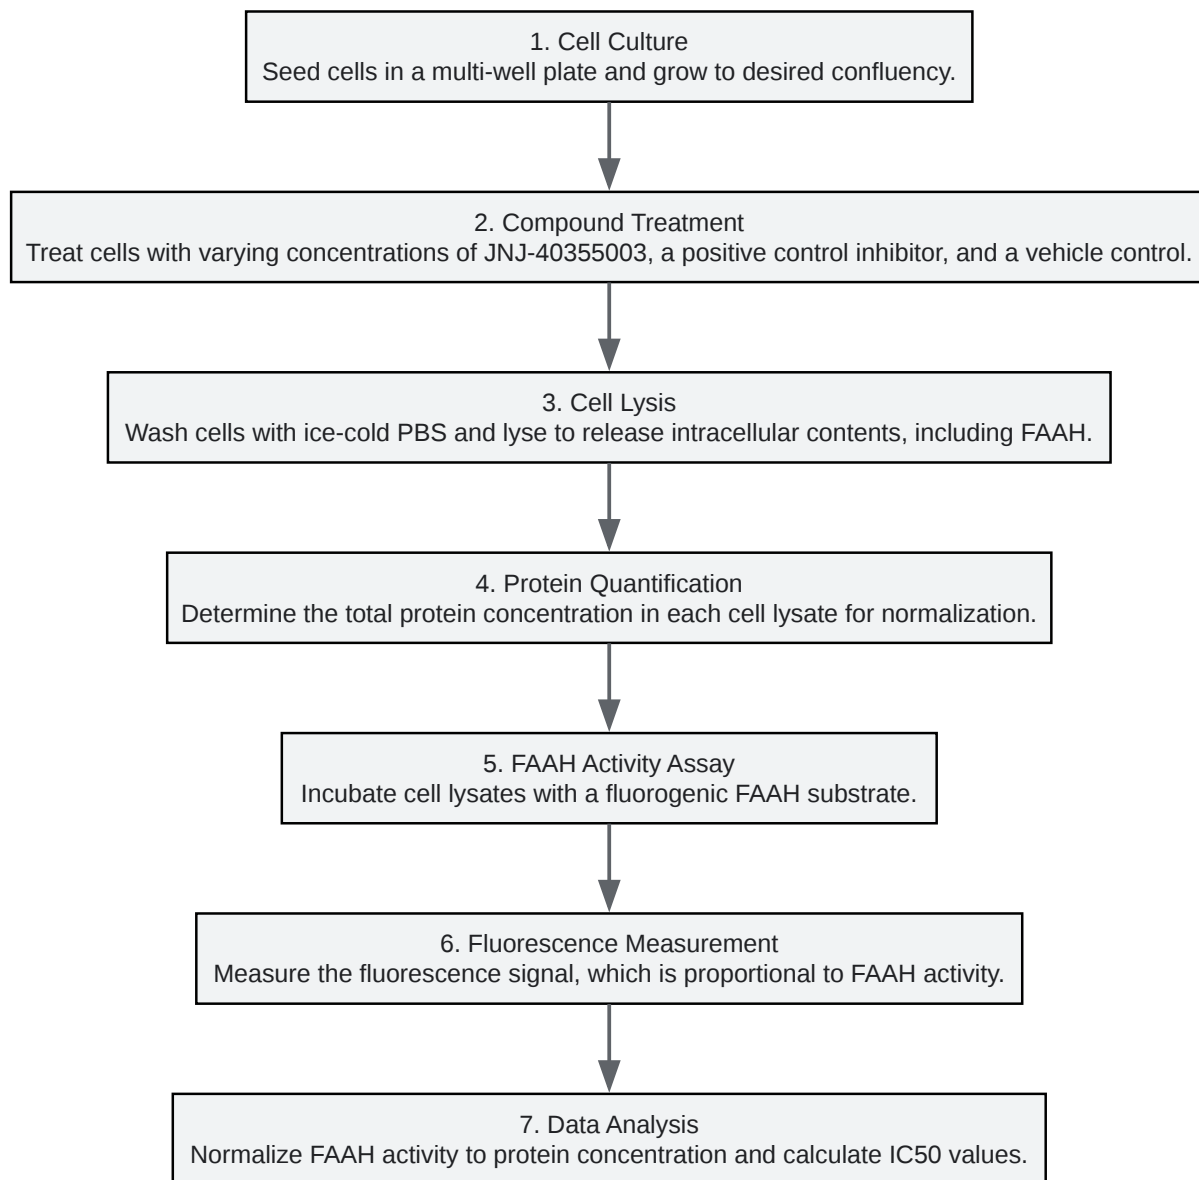 1. Cell Culture
Seed cells in a multi-well plate and grow to desired confluency.
2. Compound Treatment
Treat cells with varying concentrations of JNJ-40355003, a positive control inhibitor, and a vehicle control.
3. Cell Lysis
Wash cells with ice-cold PBS and lyse to release intracellular contents, including FAAH.
4. Protein Quantification
Determine the total protein concentration in each cell lysate for normalization.
5. FAAH Activity Assay
Incubate cell lysates with a fluorogenic FAAH substrate.
6. Fluorescence Measurement
Measure the fluorescence signal, which is proportional to FAAH activity.
7. Data Analysis
Normalize FAAH activity to protein concentration and calculate IC50 values.